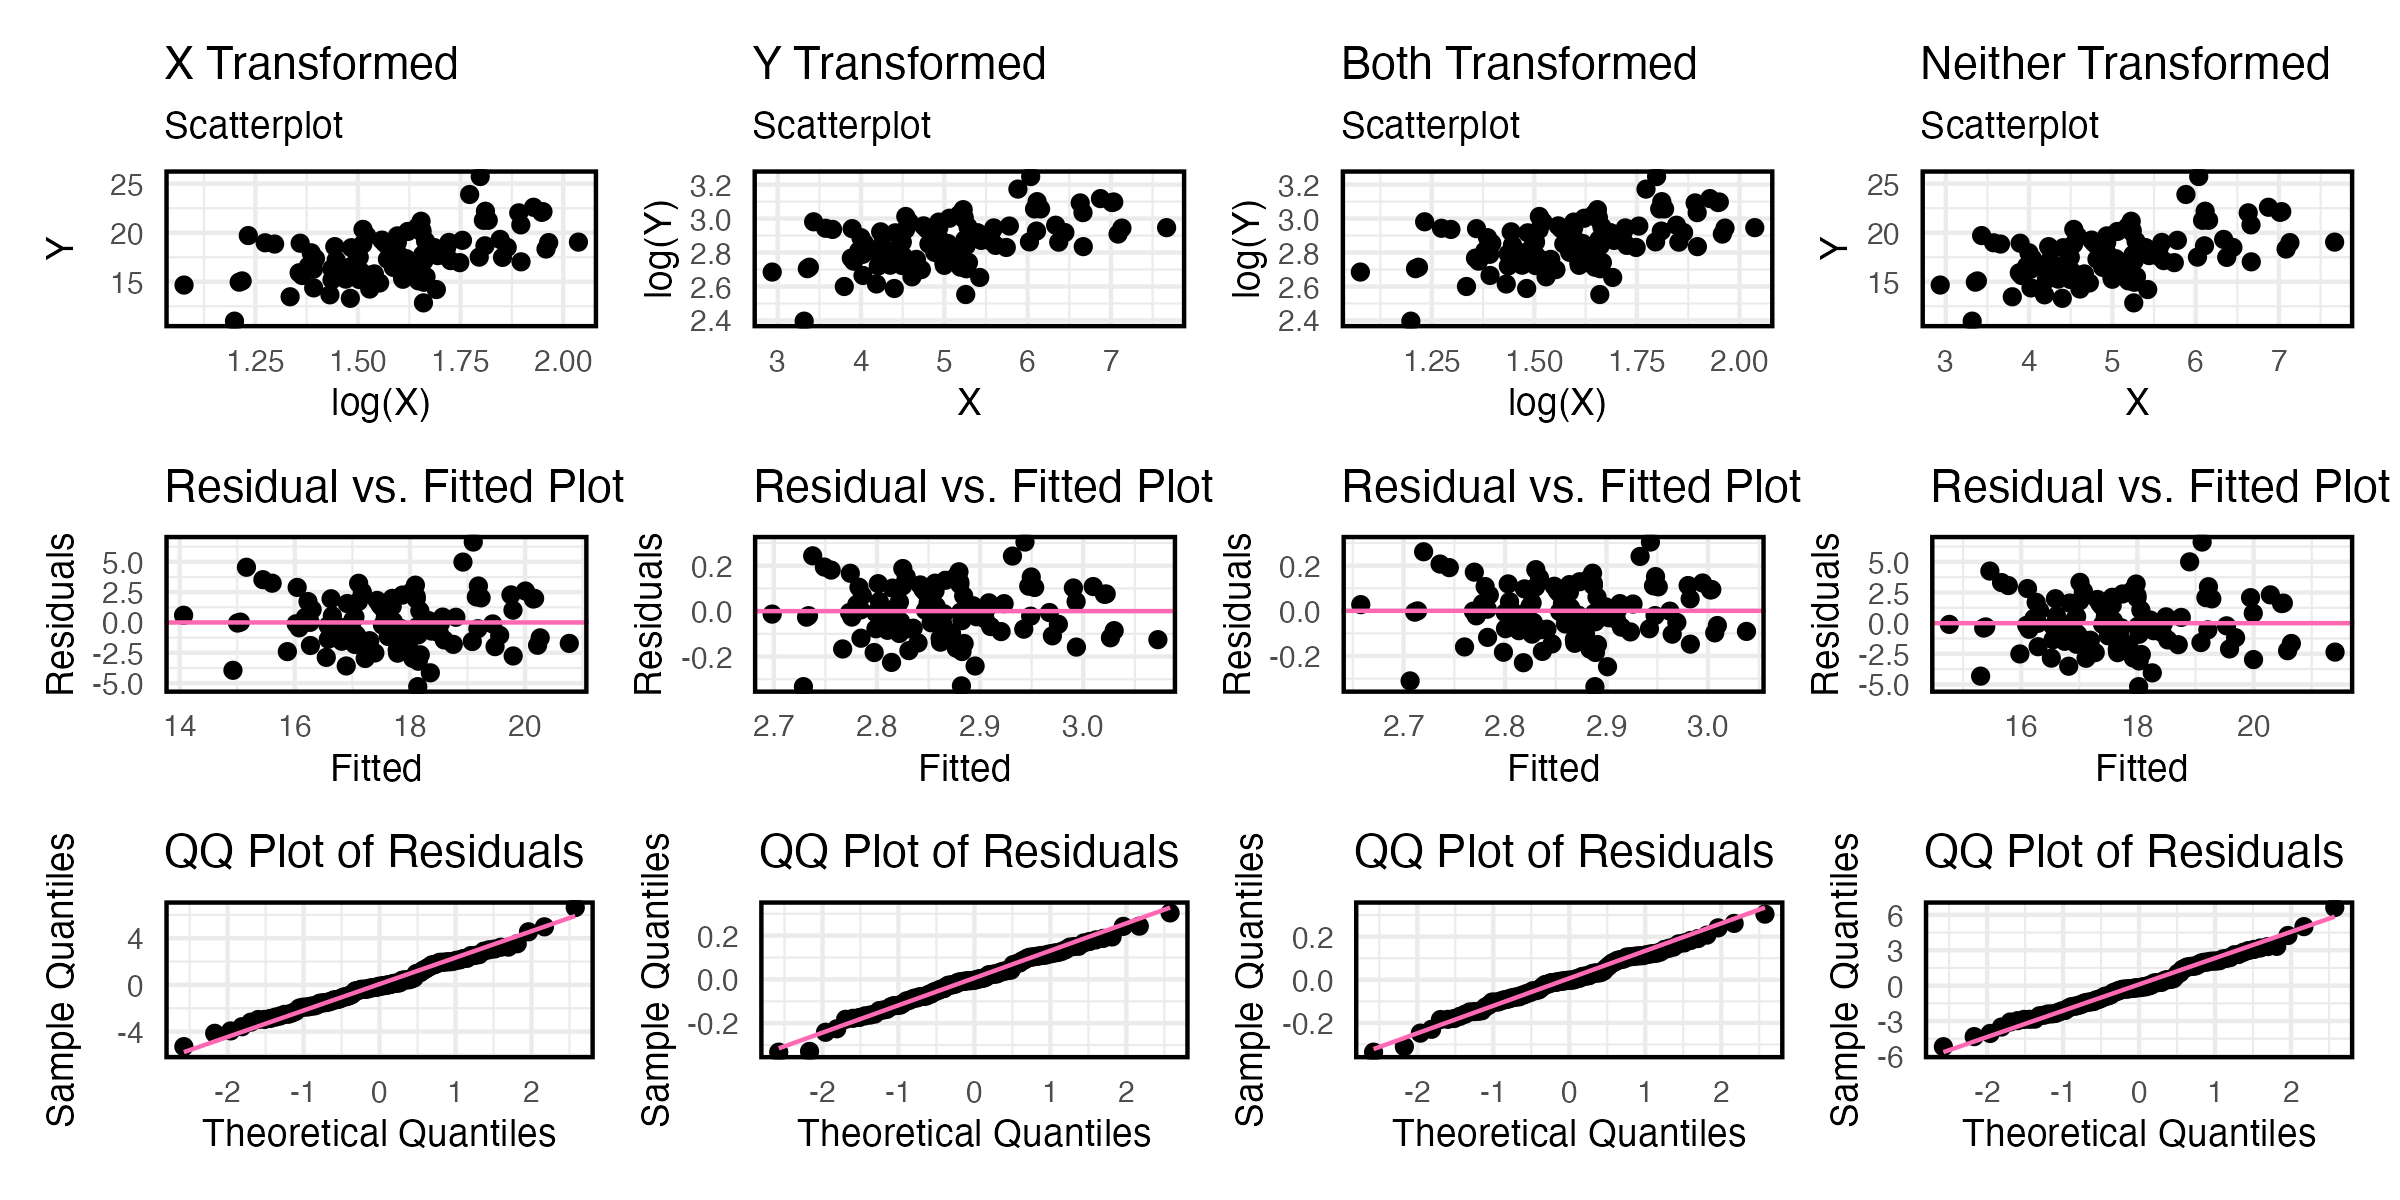 X Transformed
Scatterplot
Y
25
20
15
1.25 1.50 1.75 2.00
log(X)
Y Transformed
Scatterplot
log(Y)
3.2
3.0
2.8
2.6
2.4
3 4 5 6 7
X
Both Transformed
Scatterplot
log(Y)
3.2
3.0
2.8
2.6
2.4
1.25 1.50 1.75 2.00
log(X)
Neither Transformed
Scatterplot
Y
25
20
15
3 4 5 6 7
X
Residual vs. Fitted Plot
Residuals
5.0
2.5
0.0
-2.5
-5.0
14 16 18 20
Fitted
Residual vs. Fitted Plot
Residuals
0.2
0.0
-0.2
2.7 2.8 2.9 3.0
Fitted
Residual vs. Fitted Plot
Residuals
0.2
0.0
-0.2
2.7 2.8 2.9 3.0
Fitted
Residual vs. Fitted Plot
Residuals
5.0
2.5
0.0
-2.5
-5.0
16 18 20
Fitted
QQ Plot of Residuals
Sample Quantiles
4
0
-4
-2 -1 0 1 2
Theoretical Quantiles
QQ Plot of Residuals
Sample Quantiles
0.2
0.0
-0.2
-2 -1 0 1 2
Theoretical Quantiles
QQ Plot of Residuals
Sample Quantiles
0.2
0.0
-0.2
-2 -1 0 1 2
Theoretical Quantiles
QQ Plot of Residuals
Sample Quantiles
6
3
0
-3
-6
-2 -1 0 1 2
Theoretical Quantiles